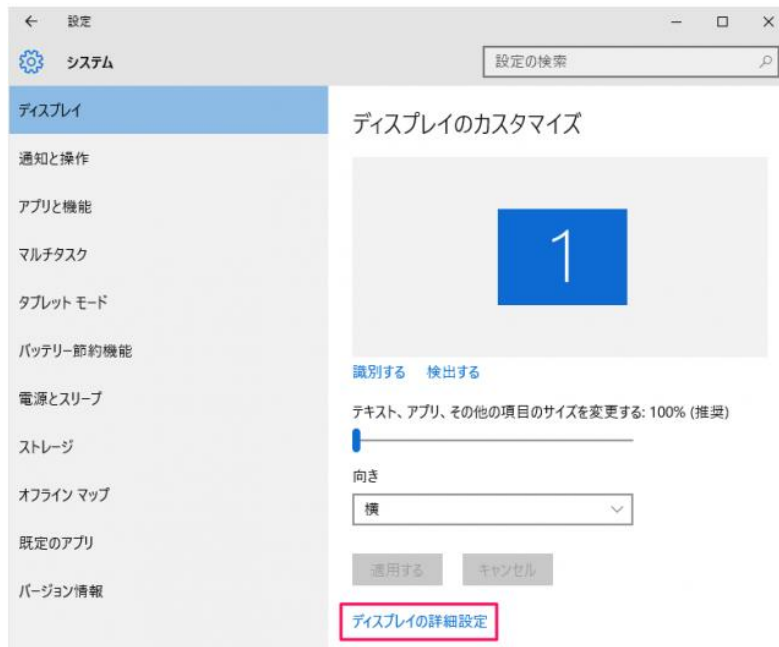 設定
システム
設定の検索
ディスプレイ
通知と操作
アプリと機能
マルチタスク
タブレット モード
バッテリー節約機能
電源とスリープ
ストレージ
オフライン マップ
既定のアプリ
バージョン情報
ディスプレイのカスタマイズ
1
識別する 検出する
テキスト、アプリ、その他の項目のサイズを変更する: 100% (推奨)
向き
横
適用する キャンセル
ディスプレイの詳細設定